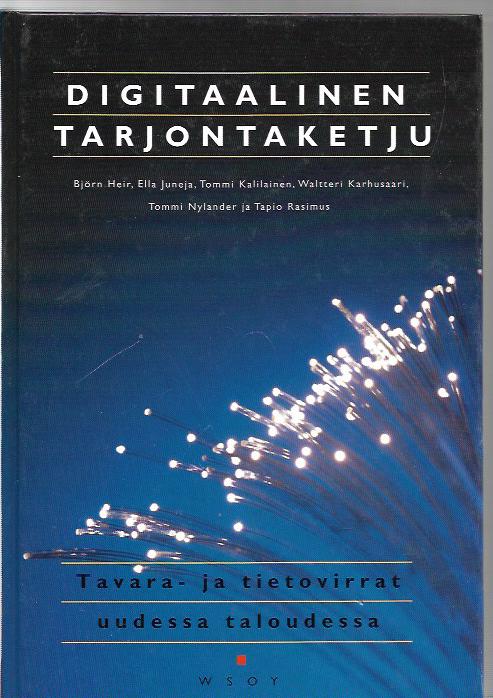 DIGITAALINEN
TARJONTAKETJU
Björn Heir, Ella Juneja, Tommi Kalilainen, Waltteri Karhusaari,
Tommi Nylander ja Tapio Rasimus
Tavara- ja tietovirrat
uudessa taloudessa
WSOY